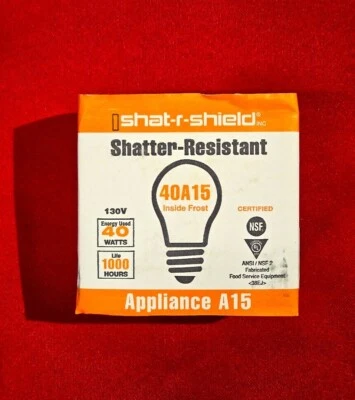 shat-r-shield® INC.
Shatter-Resistant
40A15
Inside Frost
130V
Energy Used
40
WATTS
Life
1000
HOURS
CERTIFIED
NSF
ANSI / NSF 2
Fabricated
Food Service Equipment
<38EJ>
Appliance A15